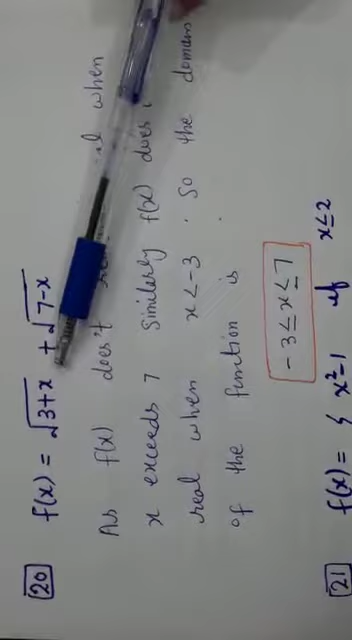 20 f(x) = √3+x + √7-x
As f(x) does't when
x exceeds 7 Similarly f(x) does
real when x < -3 . So the domain
of the function is .
-3 ≤ x ≤ 7
21 f(x) = { x²-1 if x ≤ 2